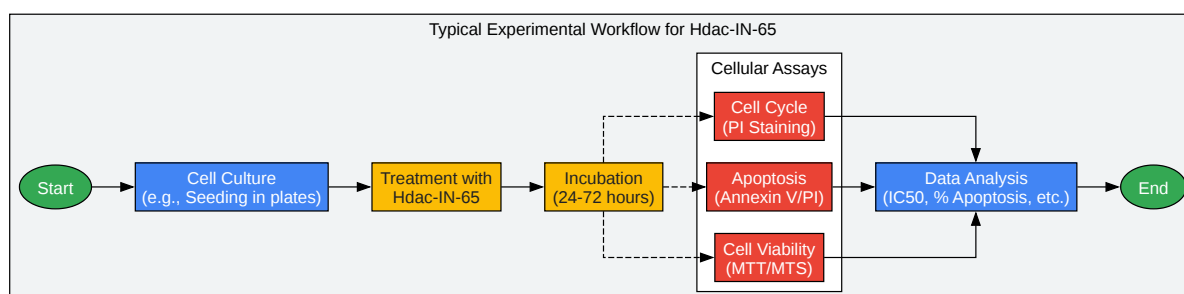 Typical Experimental Workflow for Hdac-IN-65
Cellular Assays
Cell Cycle
(PI Staining)
Start
Cell Culture
(e.g., Seeding in plates)
Treatment with
Hdac-IN-65
Incubation
(24-72 hours)
Apoptosis
(Annexin V/PI)
Data Analysis
(IC50, % Apoptosis, etc.)
End
Cell Viability
(MTT/MTS)